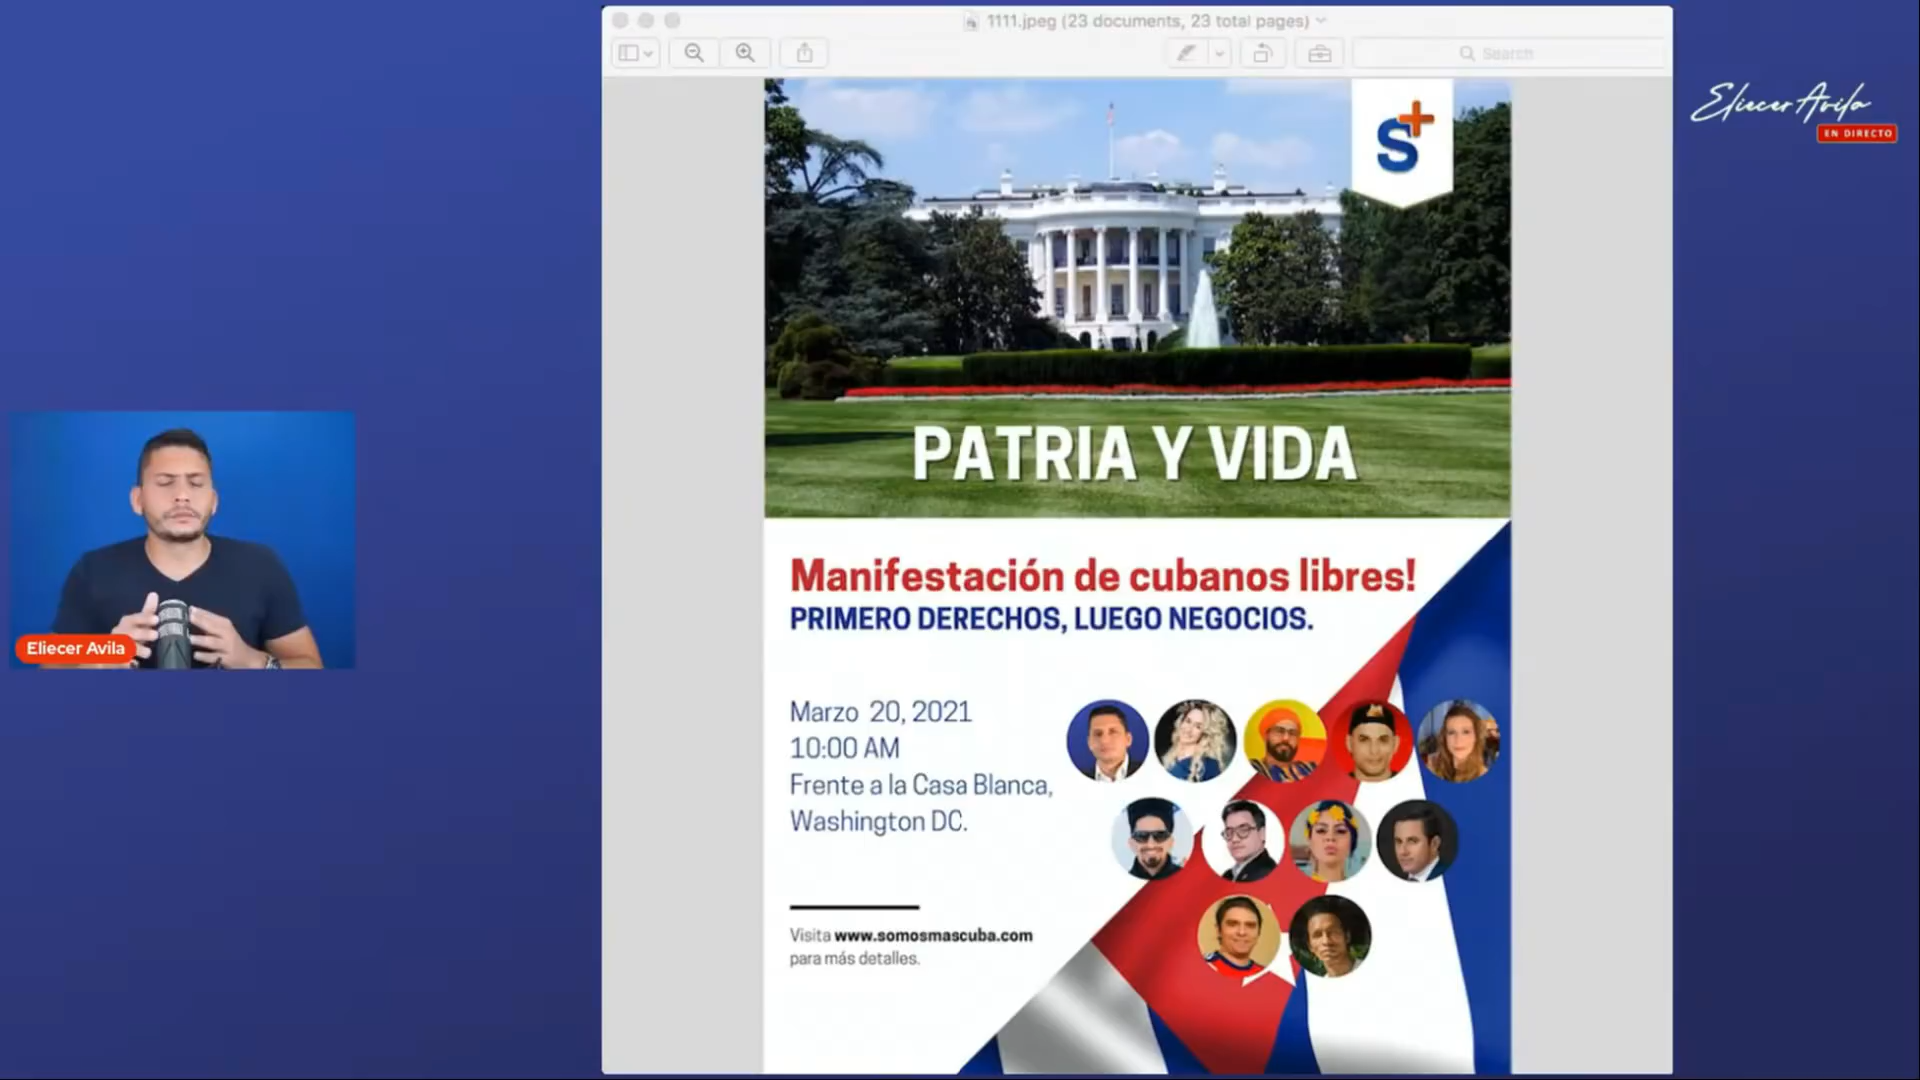 1111.jpeg (23 documents, 23 total pages)
Search
Eliecer Avila
EN DIRECTO
S+
PATRIA Y VIDA
Manifestación de cubanos libres!
PRIMERO DERECHOS, LUEGO NEGOCIOS.
Marzo 20, 2021
10:00 AM
Frente a la Casa Blanca,
Washington DC.
Visita www.somosmascuba.com
para más detalles.
Eliecer Avila